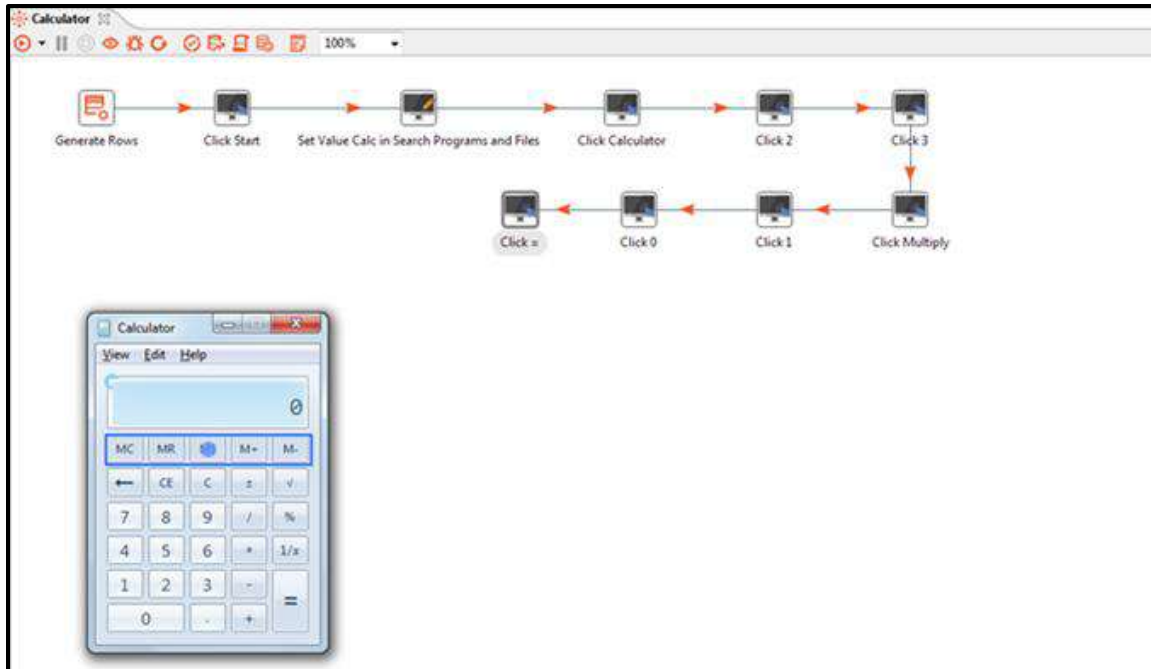 Calculator
100%
Generate Rows
Click Start
Set Value Calc in Search Programs and Files
Click Calculator
Click 2
Click 3
Click =
Click 0
Click 1
Click Multiply
Calculator
View Edit Help
0
MC MR M+ M-
← CE C ± √
7 8 9 / %
4 5 6 * 1/x
1 2 3 - =
0 . +